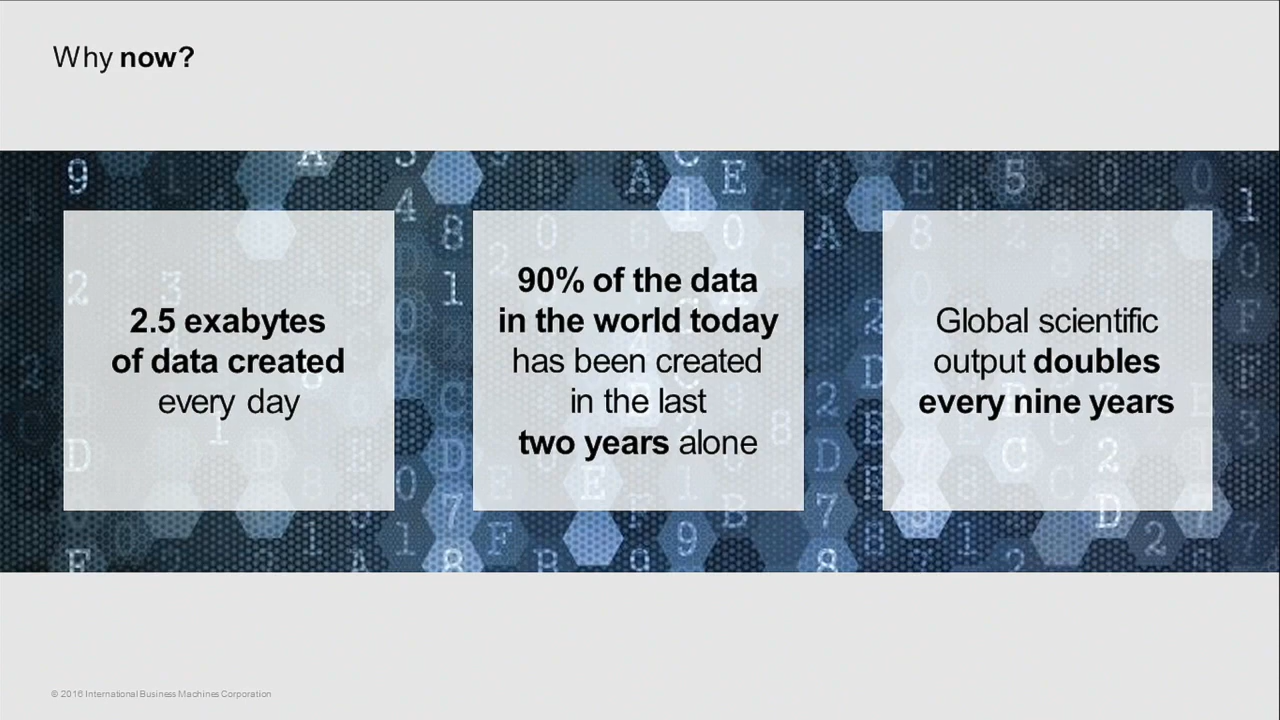 Why now?
2.5 exabytes
of data created
every day
90% of the data
in the world today
has been created
in the last
two years alone
Global scientific
output doubles
every nine years
© 2016 International Business Machines Corporation